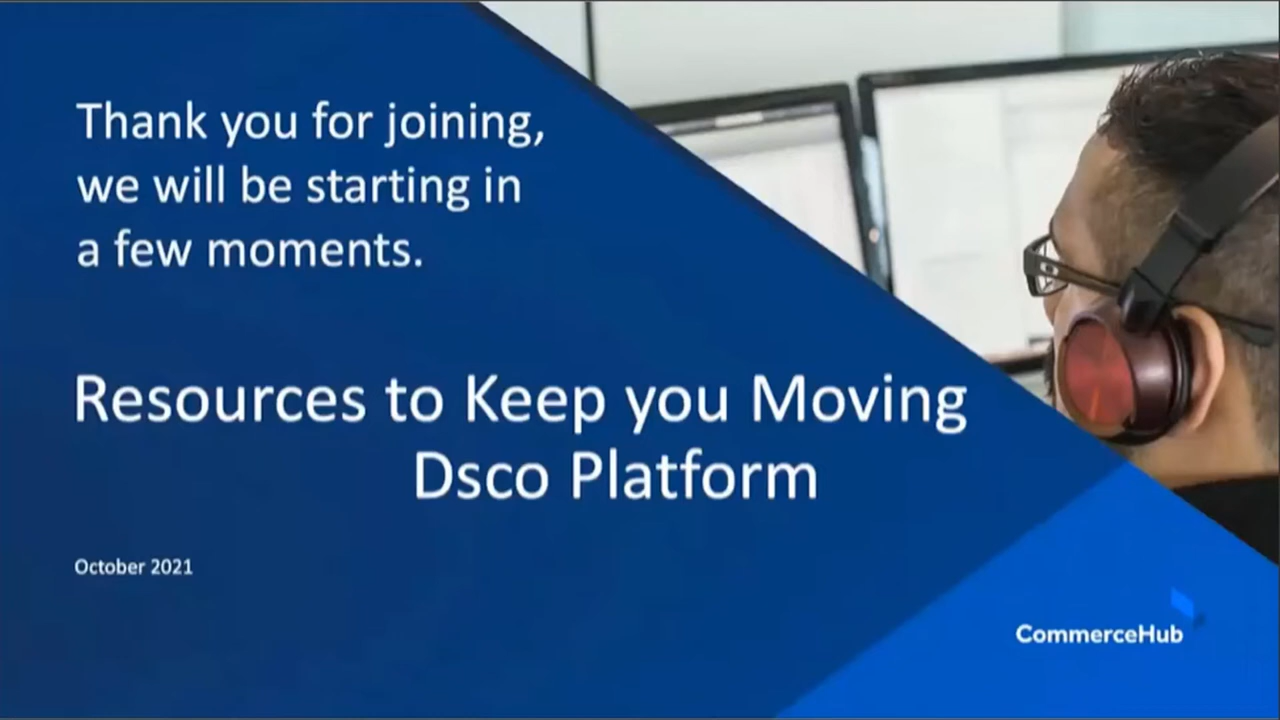 Thank you for joining,
we will be starting in
a few moments.
Resources to Keep you Moving
Dsco Platform
October 2021
CommerceHub